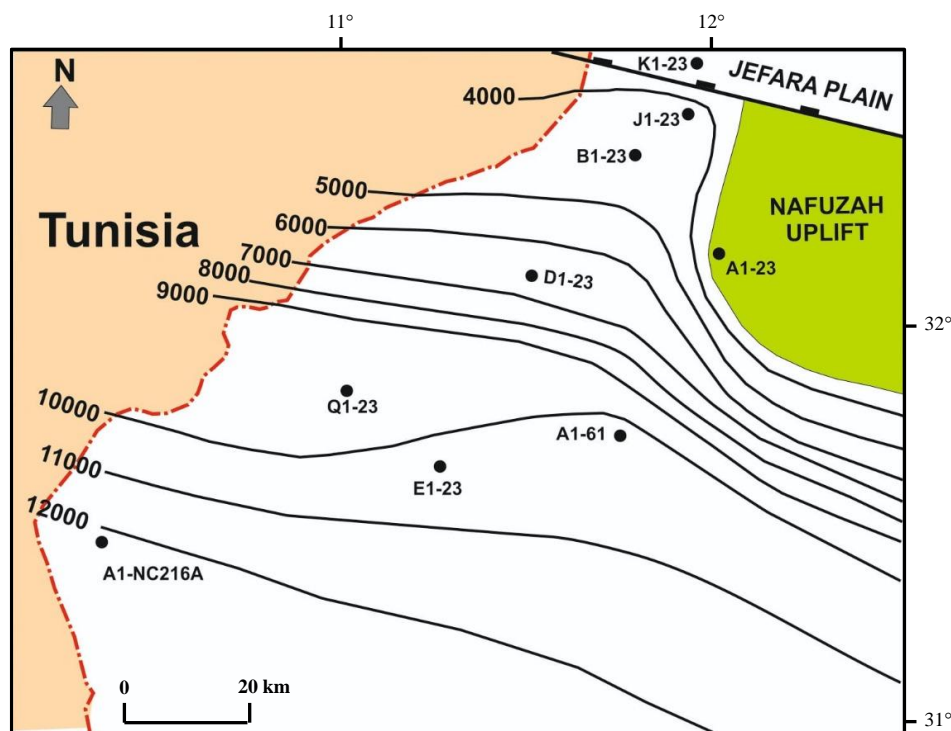 11°
12°
N
K1-23
JEFARA PLAIN
4000
J1-23
B1-23
5000
NAFUZAH
UPLIFT
Tunisia
6000
7000
A1-23
8000
D1-23
9000
32°
10000
Q1-23
A1-61
11000
E1-23
12000
A1-NC216A
0
20 km
31°